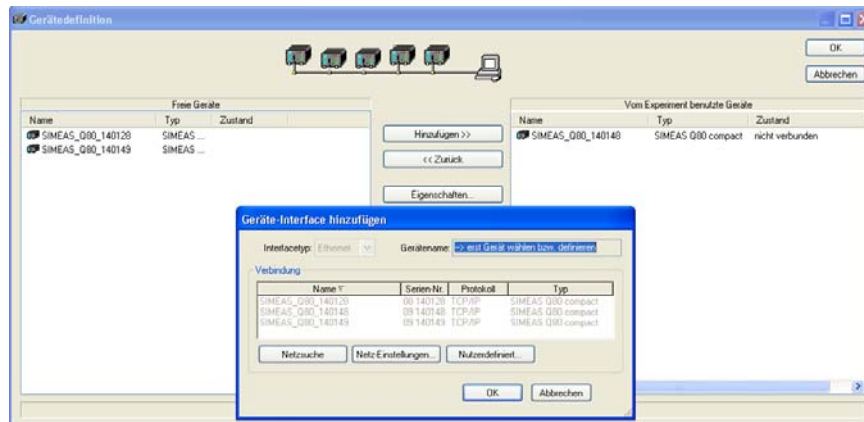 Gerätedefinition
OK
Abbrechen
Freie Geräte
Name Typ Zustand
SIMEAS_Q80_140128 SIMEAS ...
SIMEAS_Q80_140149 SIMEAS ...
Hinzufügen >>
<< Zurück
Eigenschaften...
Vom Experiment benutzte Geräte
Name Typ Zustand
SIMEAS_Q80_140148 SIMEAS Q80 compact nicht verbunden
Geräte-Interface hinzufügen
Interfacetyp: Ethernet Gerätename: -> erst Gerät wählen bzw. definieren
Verbindung
Name Serien-Nr. Protokoll Typ
SIMEAS_Q80_140128 08 140128 TCP/IP SIMEAS Q80 compact
SIMEAS_Q80_140148 09 140148 TCP/IP SIMEAS Q80 compact
SIMEAS_Q80_140149 09 140149 TCP/IP SIMEAS Q80 compact
Netzsuche Netz-Einstellungen... Nutzerdefiniert...
OK Abbrechen